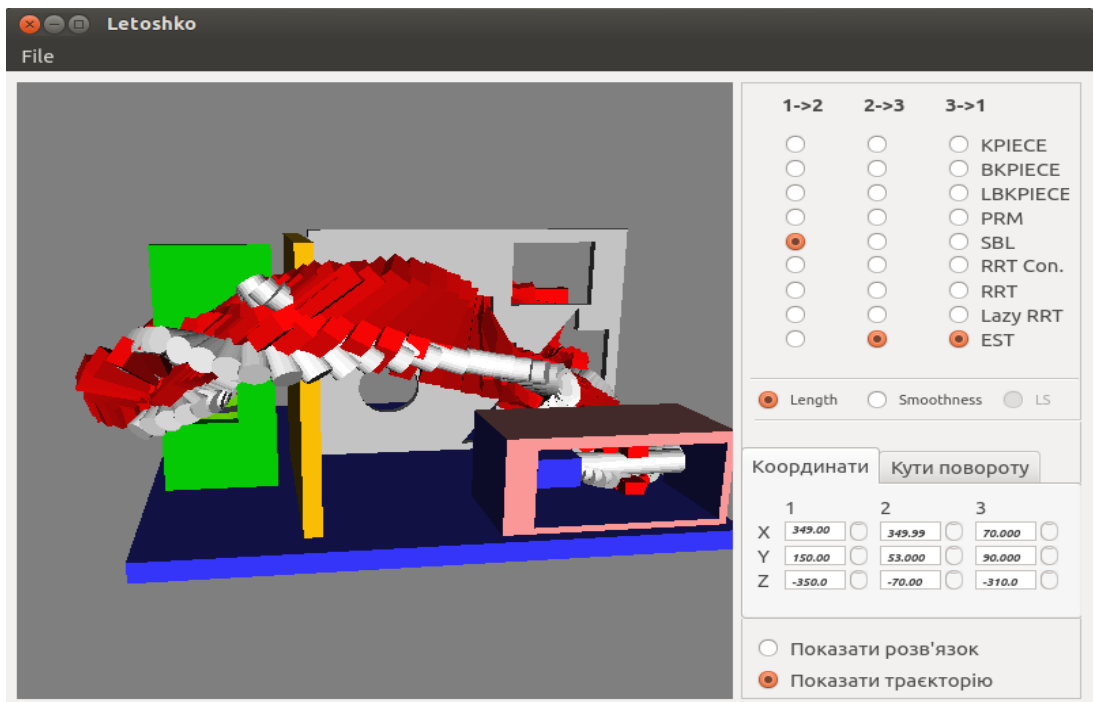 Letoshko
File
1->2 2->3 3->1
KPIECE
BKPIECE
LBKPIECE
PRM
SBL
RRT Con.
RRT
Lazy RRT
EST
Length Smoothness LS
Координати Кути повороту
1 2 3
X 349.00 349.99 70.000
Y 150.00 53.000 90.000
Z -350.0 -70.00 -310.0
Показати розв'язок
Показати траєкторію